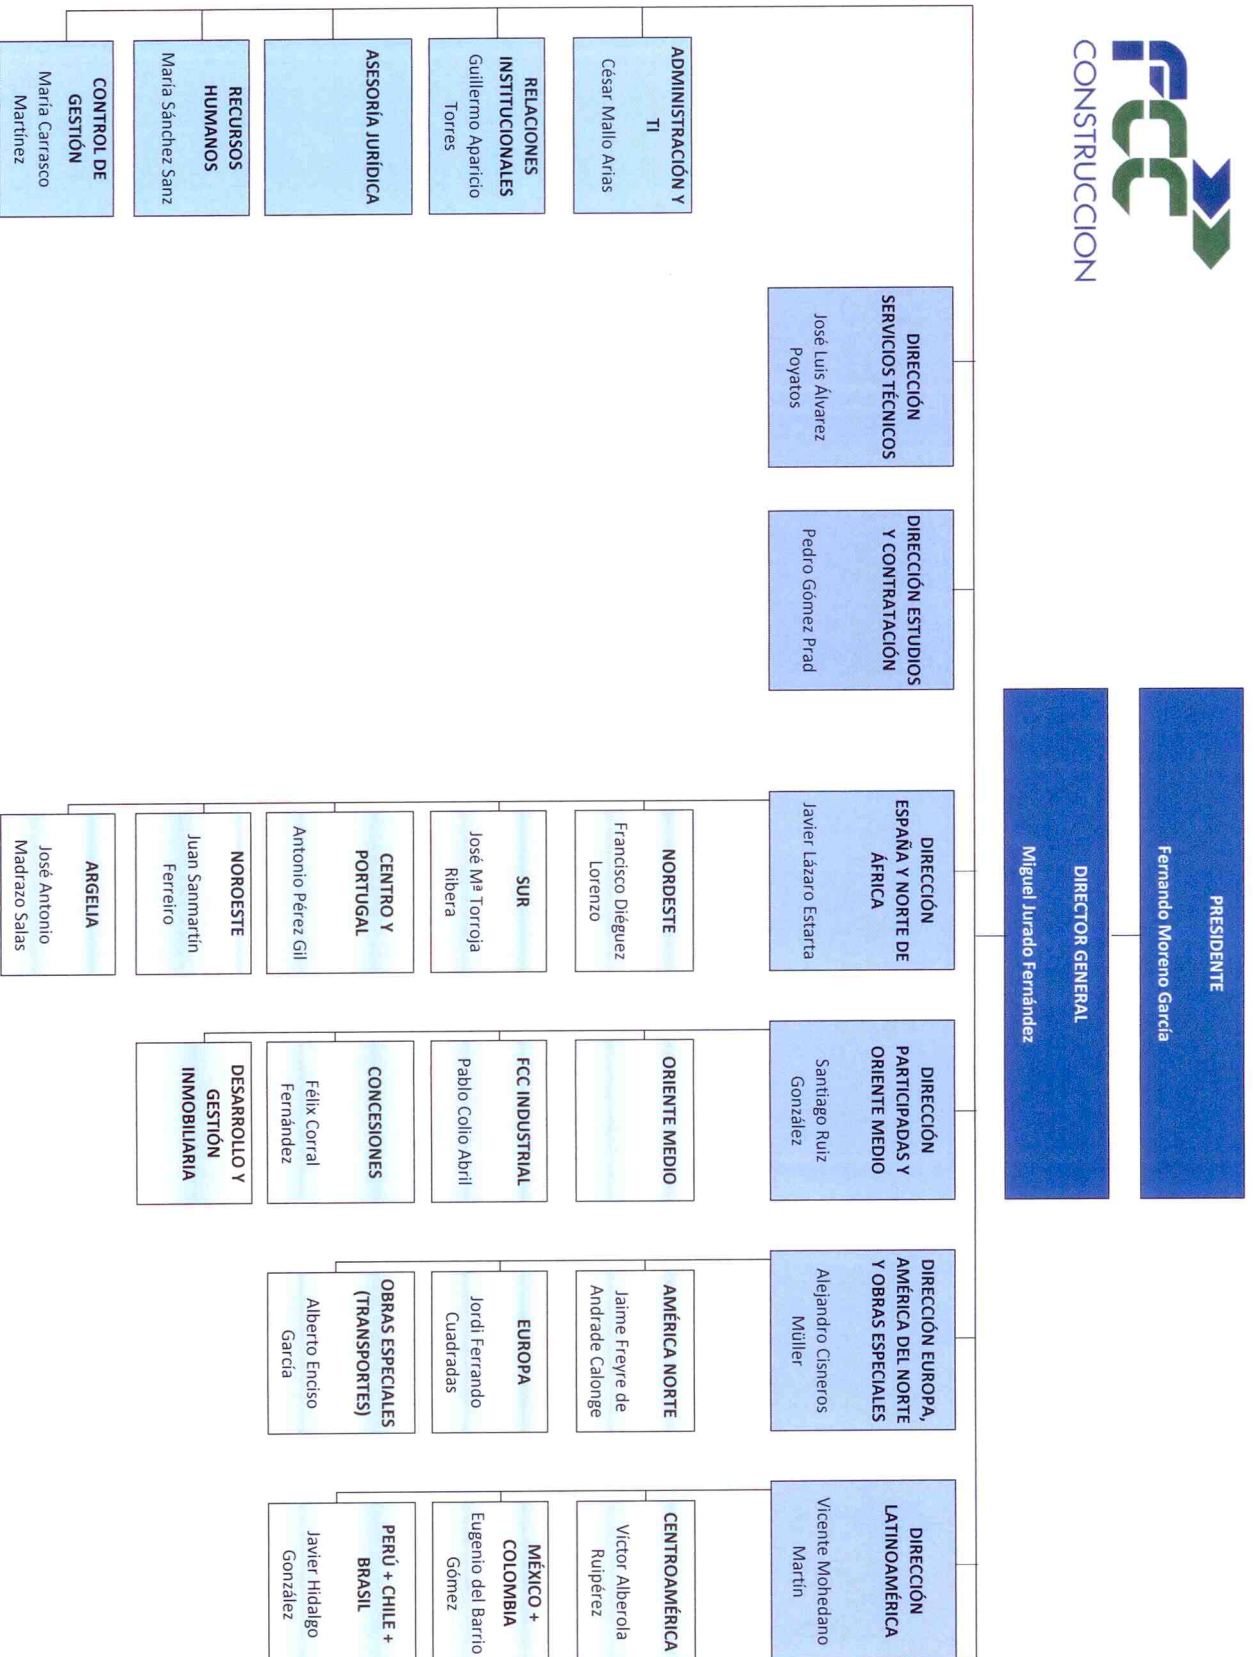 FCC
CONSTRUCCION
PRESIDENTE
Fernando Moreno García
DIRECTOR GENERAL
Miguel Jurado Fernández
DIRECCIÓN
SERVICIOS TÉCNICOS
José Luis Álvarez
Poyatos
DIRECCIÓN ESTUDIOS
Y CONTRATACIÓN
Pedro Gómez Prad
DIRECCIÓN
ESPAÑA Y NORTE DE
ÁFRICA
Javier Lázaro Estarta
DIRECCIÓN
PARTICIPADAS Y
ORIENTE MEDIO
Santiago Ruiz
González
DIRECCIÓN EUROPA,
AMÉRICA DEL NORTE
Y OBRAS ESPECIALES
Alejandro Cisneros
Müller
DIRECCIÓN
LATINOAMÉRICA
Vicente Mohedano
Martín
ADMINISTRACIÓN Y
TI
César Mallo Arias
RELACIONES
INSTITUCIONALES
Guillermo Aparicio
Torres
ASESORÍA JURÍDICA
RECURSOS
HUMANOS
María Sánchez Sanz
CONTROL DE
GESTIÓN
María Carrasco
Martínez
NORDESTE
Francisco Diéguez
Lorenzo
SUR
José Mª Torroja
Ribera
CENTRO Y
PORTUGAL
Antonio Pérez Gil
NOROESTE
Juan Sanmartín
Ferreiro
ARGELIA
José Antonio
Madrazo Salas
ORIENTE MEDIO
FCC INDUSTRIAL
Pablo Colio Abril
CONCESIONES
Félix Corral
Fernández
DESARROLLO Y
GESTIÓN
INMOBILIARIA
AMÉRICA NORTE
Jaime Freyre de
Andrade Calonge
EUROPA
Jordi Ferrando
Cuadradas
OBRAS ESPECIALES
(TRANSPORTES)
Alberto Enciso
García
CENTROAMÉRICA
Víctor Alberola
Ruipérez
MÉXICO +
COLOMBIA
Eugenio del Barrio
Gómez
PERÚ + CHILE +
BRASIL
Javier Hidalgo
González